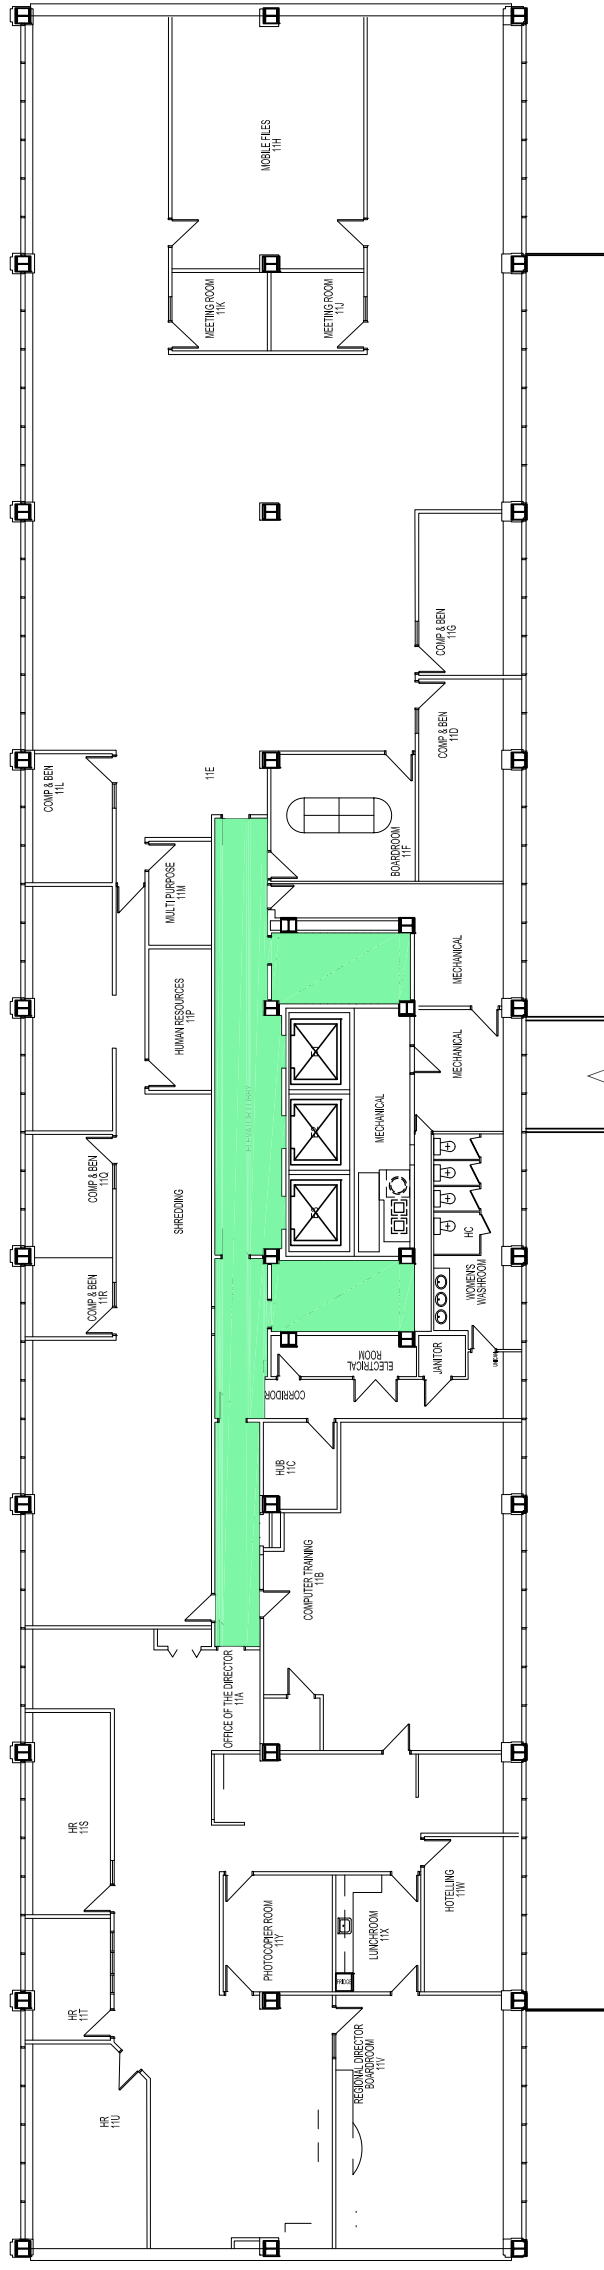 MOBILE FILES
11H
MEETING ROOM
11K
MEETING ROOM
11J
COMP & BEN
11G
COMP & BEN
11D
COMP & BEN
11L
11E
BOARDROOM
11F
MULTI PURPOSE
11M
HUMAN RESOURCES
11P
MECHANICAL
MECHANICAL
MECHANICAL
ELEVATOR LOBBY
COMP & BEN
11Q
SHREDDING
HC
WOMEN'S
WASHROOM
COMP & BEN
11R
ELECTRICAL
ROOM
JANITOR
CORRIDOR
HUB
11C
COMPUTER TRAINING
11B
OFFICE OF THE DIRECTOR
11A
HR
11S
HOTELLING
11W
PHOTOCOPIER ROOM
11Y
LUNCHROOM
11X
FRIDGE
HR
11T
REGIONAL DIRECTOR
BOARDROOM
11V
HR
11U